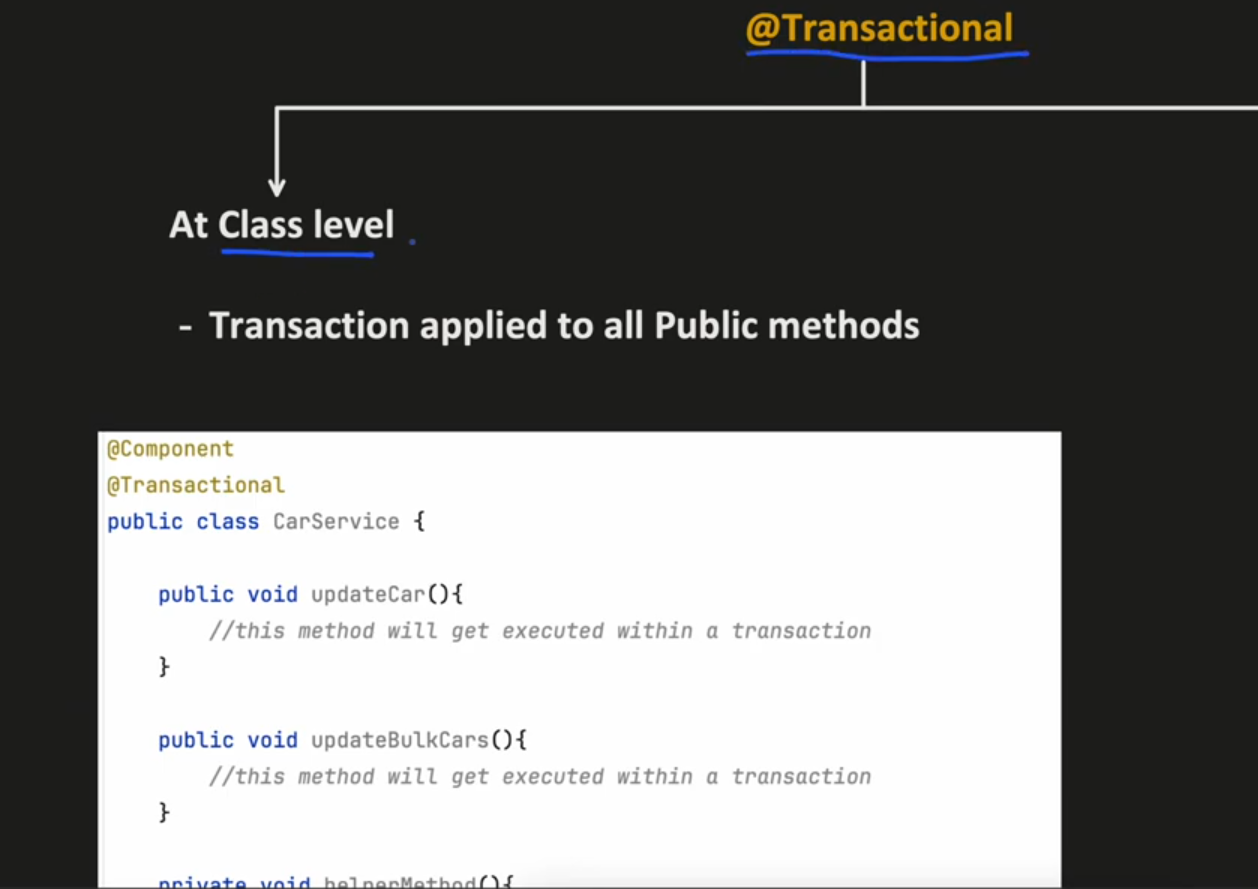 @Transactional
At Class level
- Transaction applied to all Public methods
@Component
@Transactional
public class CarService {
public void updateCar(){
//this method will get executed within a transaction
}
public void updateBulkCars(){
//this method will get executed within a transaction
}
private void helperMethod(){